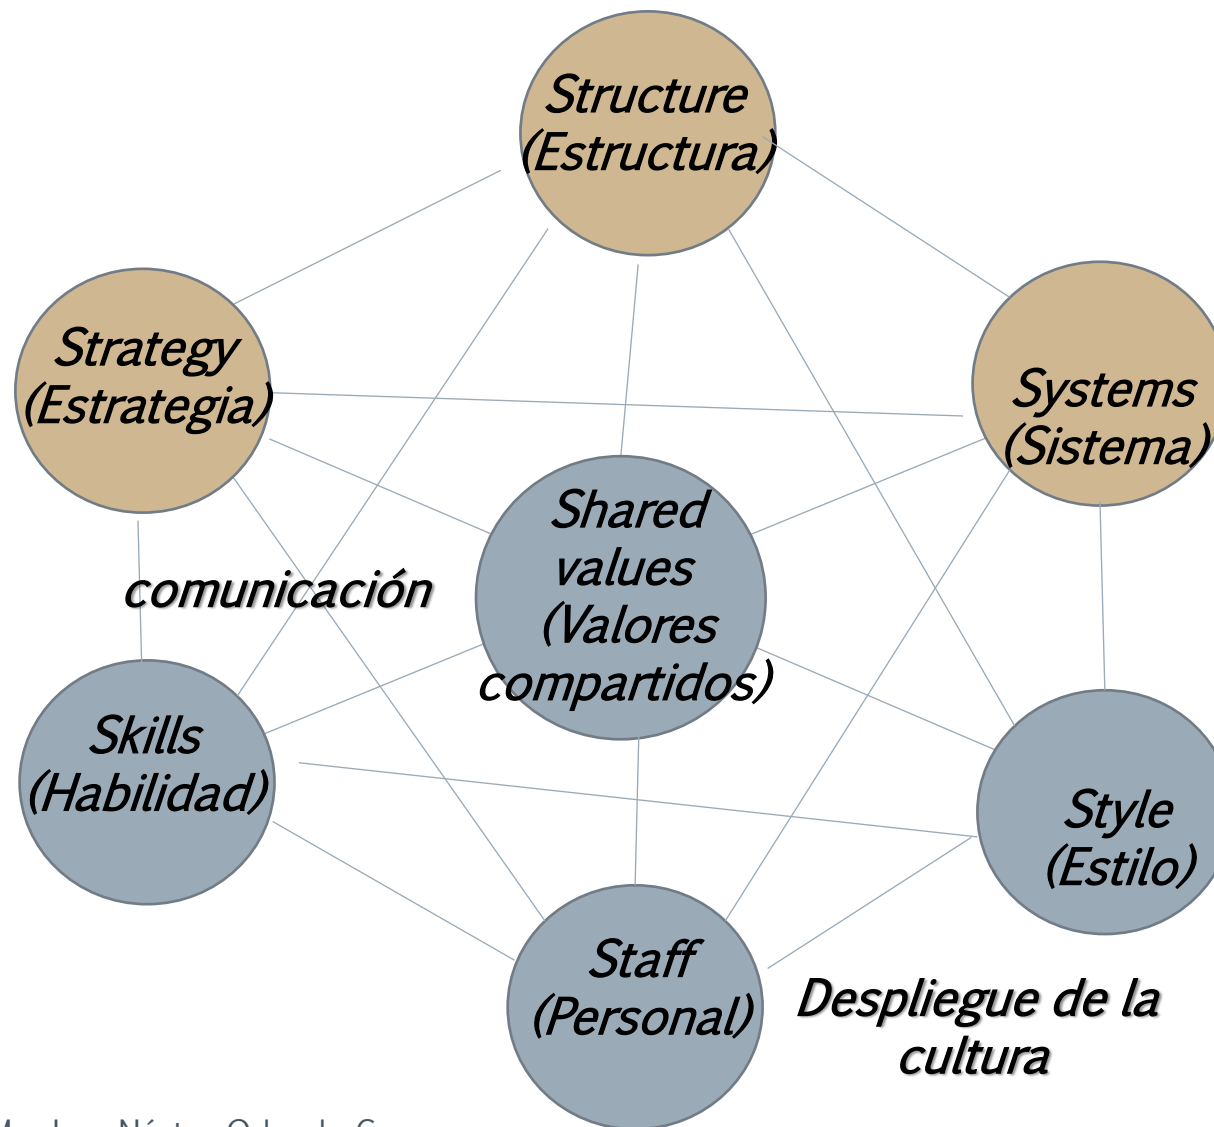 Structure
(Estructura)
Strategy
(Estrategia)
Systems
(Sistema)
Shared
values
(Valores
compartidos)
comunicación
Skills
(Habilidad)
Style
(Estilo)
Staff
(Personal)
Despliegue de la
cultura